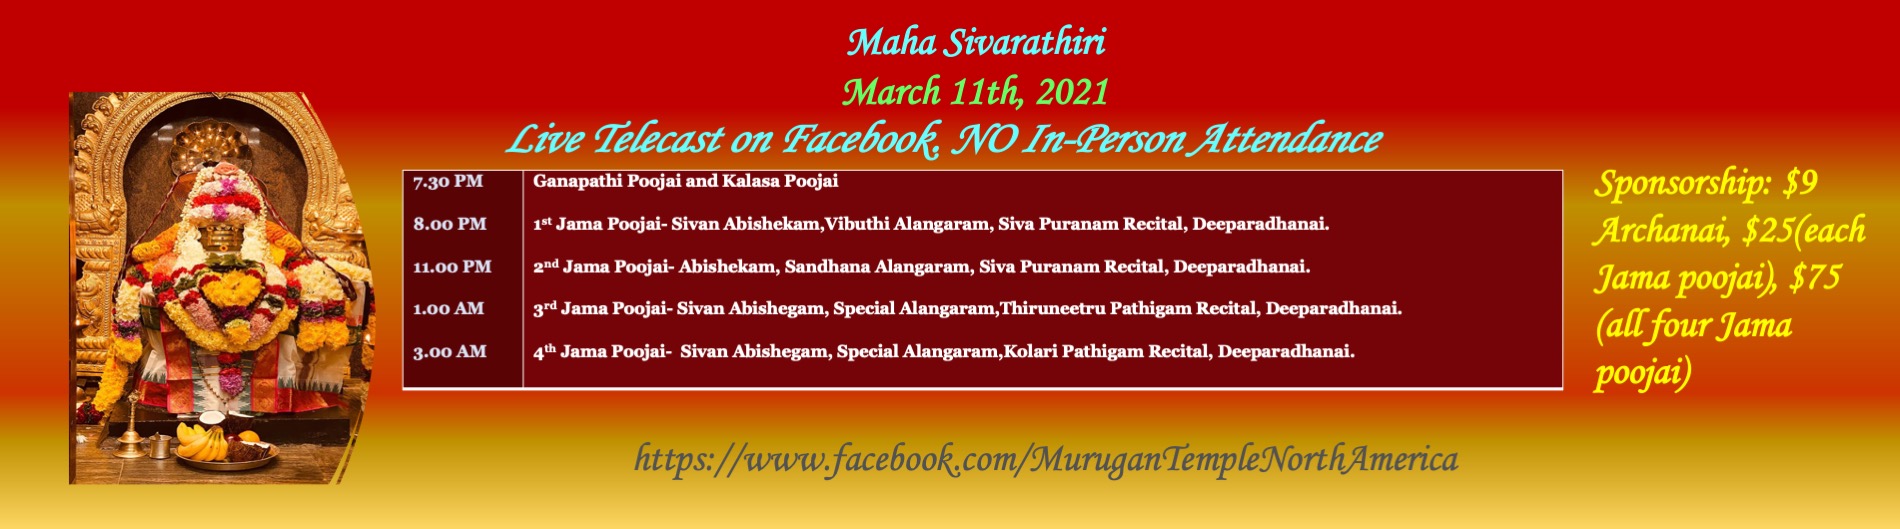 Maha Sivarathiri
March 11th, 2021
Live Telecast on Facebook. NO In-Person Attendance
7.30 PM Ganapathi Poojai and Kalasa Poojai
8.00 PM 1st Jama Poojai- Sivan Abishekam,Vibuthi Alangaram, Siva Puranam Recital, Deeparadhanai.
11.00 PM 2nd Jama Poojai- Abishekam, Sandhana Alangaram, Siva Puranam Recital, Deeparadhanai.
1.00 AM 3rd Jama Poojai- Sivan Abishegam, Special Alangaram,Thiruneetru Pathigam Recital, Deeparadhanai.
3.00 AM 4th Jama Poojai- Sivan Abishegam, Special Alangaram,Kolari Pathigam Recital, Deeparadhanai.
Sponsorship: $9
Archanai, $25(each
Jama poojai), $75
(all four Jama
poojai)
https://www.facebook.com/MuruganTempleNorthAmerica